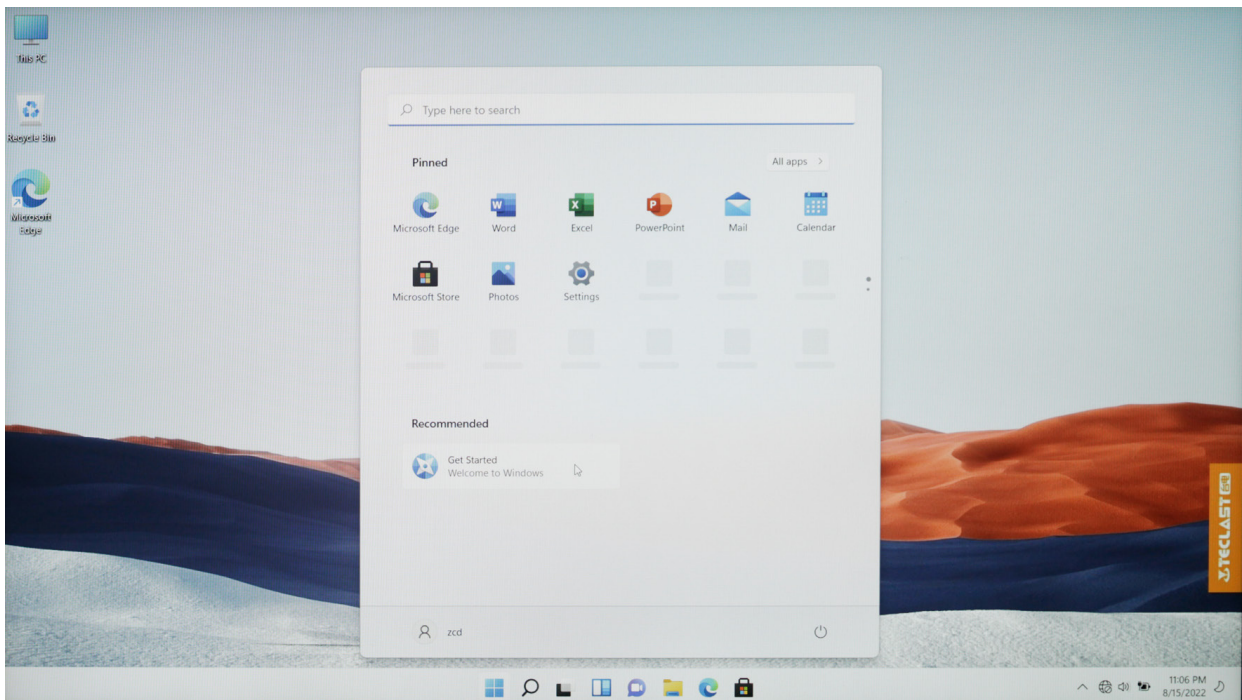 This PC
Recycle Bin
Microsoft
Edge
Type here to search
Pinned
All apps
Microsoft Edge
Word
Excel
PowerPoint
Mail
Calendar
Microsoft Store
Photos
Settings
Recommended
Get Started
Welcome to Windows
zcd
TECLAST
11:06 PM
8/15/2022